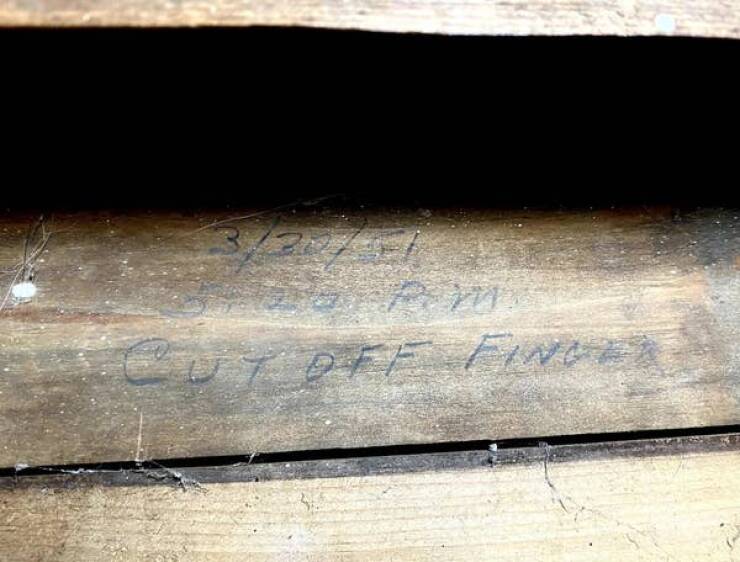 3/30/51
5:20 P.M.
CUT OFF FINGER